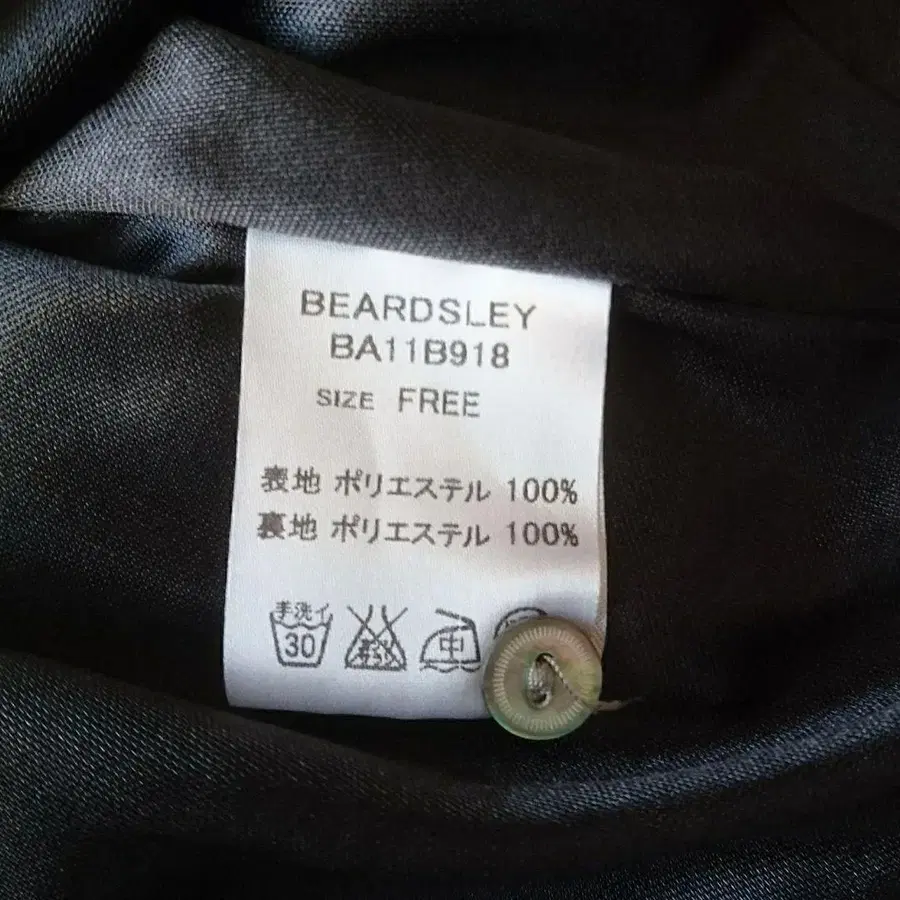 BEARDSLEY
BA11B918
SIZE FREE
表地 ポリエステル 100%
裏地 ポリエステル 100%
手洗イ
30
中